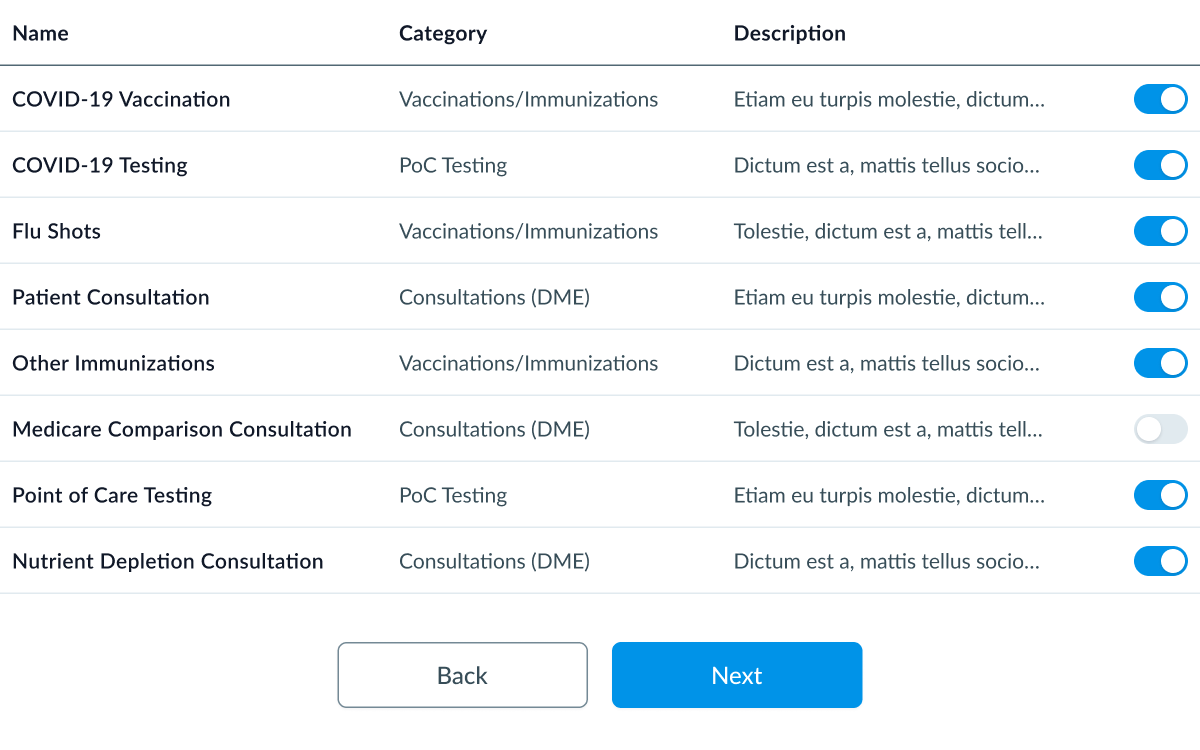 Name Category Description
COVID-19 Vaccination Vaccinations/Immunizations Etiam eu turpis molestie, dictum...
COVID-19 Testing PoC Testing Dictum est a, mattis tellus socio...
Flu Shots Vaccinations/Immunizations Tolestie, dictum est a, mattis tell...
Patient Consultation Consultations (DME) Etiam eu turpis molestie, dictum...
Other Immunizations Vaccinations/Immunizations Dictum est a, mattis tellus socio...
Medicare Comparison Consultation Consultations (DME) Tolestie, dictum est a, mattis tell...
Point of Care Testing PoC Testing Etiam eu turpis molestie, dictum...
Nutrient Depletion Consultation Consultations (DME) Dictum est a, mattis tellus socio...
Back Next